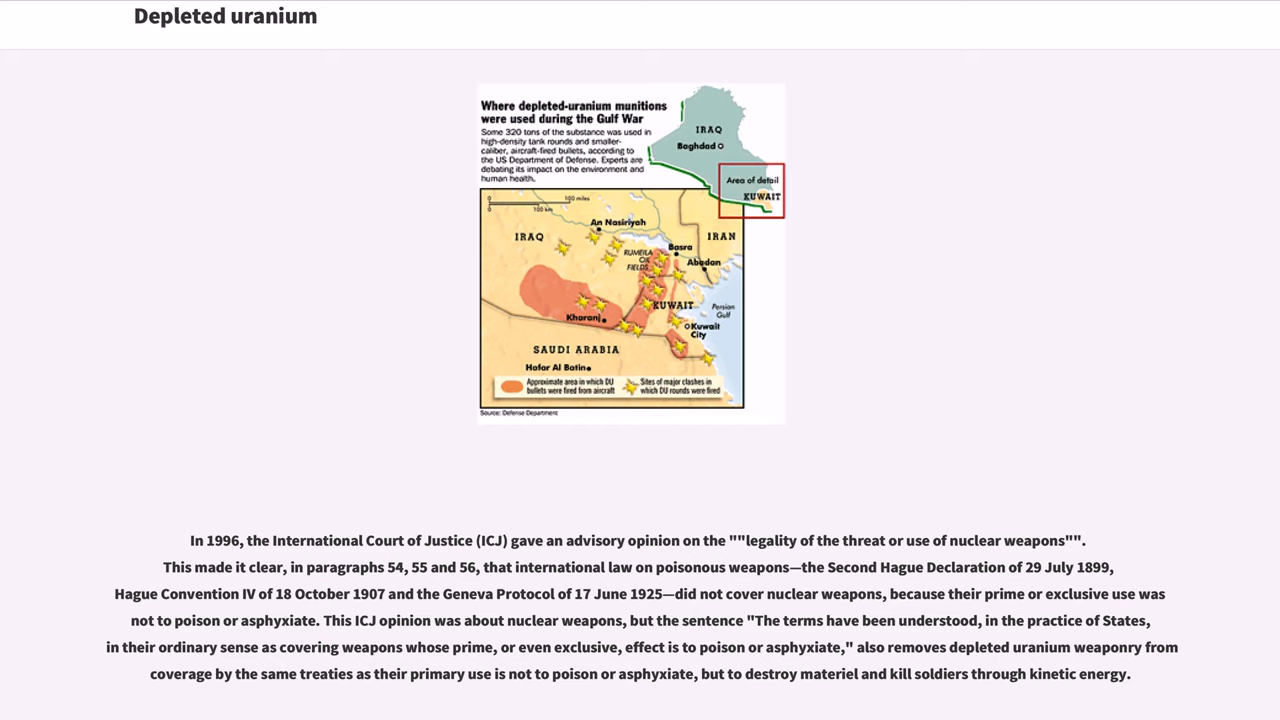 Depleted uranium
Where depleted-uranium munitions
were used during the Gulf War
Some 320 tons of the substance was used in
high-density tank rounds and smaller-
caliber, aircraft-fired bullets, according to
the US Department of Defense. Experts are
debating its impact on the environment and
human health.
IRAQ
Baghdad
Area of detail
KUWAIT
0 100 miles
0 100 km
An Nasiriyah
IRAQ
IRAN
Basra
RUMEILA
OIL
FIELDS
Abadan
KUWAIT
Persian
Gulf
Kharanj
Kuwait
City
SAUDI ARABIA
Hafar Al Batin
Approximate area in which DU
bullets were fired from aircraft
Sites of major clashes in
which DU rounds were fired
Source: Defense Department
In 1996, the International Court of Justice (ICJ) gave an advisory opinion on the ""legality of the threat or use of nuclear weapons"".
This made it clear, in paragraphs 54, 55 and 56, that international law on poisonous weapons—the Second Hague Declaration of 29 July 1899,
Hague Convention IV of 18 October 1907 and the Geneva Protocol of 17 June 1925—did not cover nuclear weapons, because their prime or exclusive use was
not to poison or asphyxiate. This ICJ opinion was about nuclear weapons, but the sentence "The terms have been understood, in the practice of States,
in their ordinary sense as covering weapons whose prime, or even exclusive, effect is to poison or asphyxiate," also removes depleted uranium weaponry from
coverage by the same treaties as their primary use is not to poison or asphyxiate, but to destroy materiel and kill soldiers through kinetic energy.